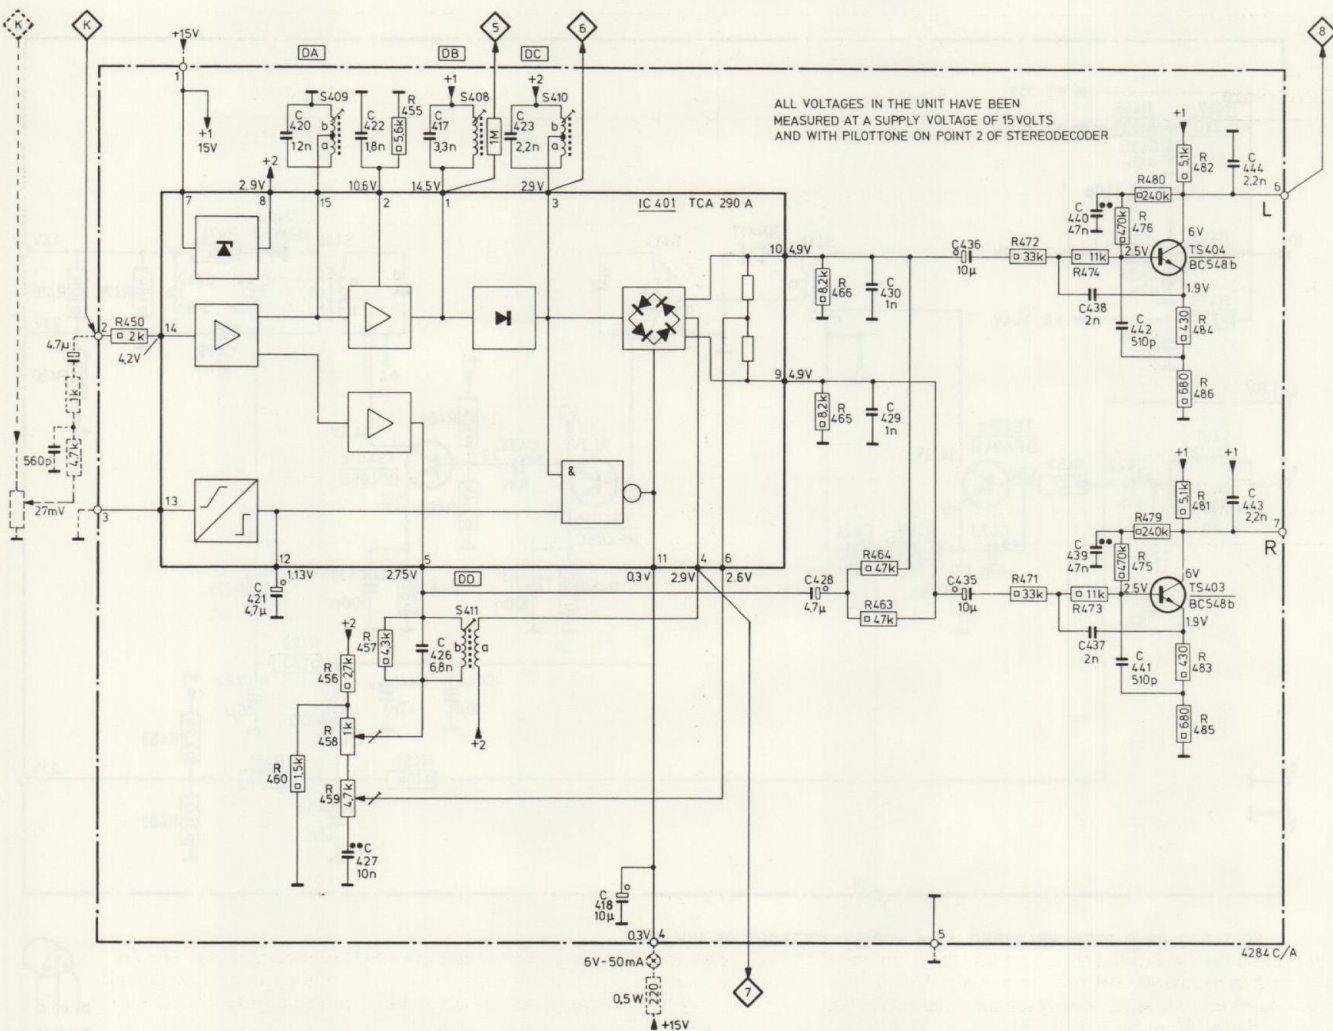 K
K
+15V
1
+1
15V
DA
DB
5
DC
6
8
S409
C
420
12n
b
a
C
422
1,8n
R
455
5,6k
+1
S408
C
417
3,3n
1M
+2
S410
C
423
2,2n
b
a
ALL VOLTAGES IN THE UNIT HAVE BEEN
MEASURED AT A SUPPLY VOLTAGE OF 15 VOLTS
AND WITH PILOTTONE ON POINT 2 OF STEREODECODER
+2
2.9V
10,6V
14,5V
2.9V
7
8
15
2
1
3
IC 401 TCA 290 A
2
R450
2k
14
4,2V
4.7µ
1k
4,7k
560p
27mV
3
13
&
10
4,9V
8,2k
R
466
C
430
1n
9
4,9V
8,2k
R
465
C
429
1n
C436
10µ
R472
33k
11k
R474
C438
2n
C
440
47n
470k
R
476
R480
240k
+1
5,1k
R
482
C
444
2,2n
6
L
6V
2.5V
TS404
BC548b
1.9V
C
442
510p
430
R
484
680
R
486
+1
+1
5,1k
R
481
C
443
2,2n
7
R
R479
240k
C
439
47n
470k
R
475
6V
2.5V
TS403
BC548b
1.9V
R471
33k
11k
R473
C437
2n
C
441
510p
430
R
483
680
R
485
C435
10µ
R464
47k
R463
47k
C428
4,7µ
12
1.13V
5
2.75V
DD
11
0,3V
4
2,9V
6
2.6V
C
421
4,7µ
+2
R
456
27k
R
457
4,3k
C
426
6,8n
S411
b
a
+2
R
458
1k
R
460
1,5k
R
459
4,7k
C
427
10n
C
418
10µ
0.3V
4
5
4284 C/A
6V-50mA
0,5W
220
+15V
7